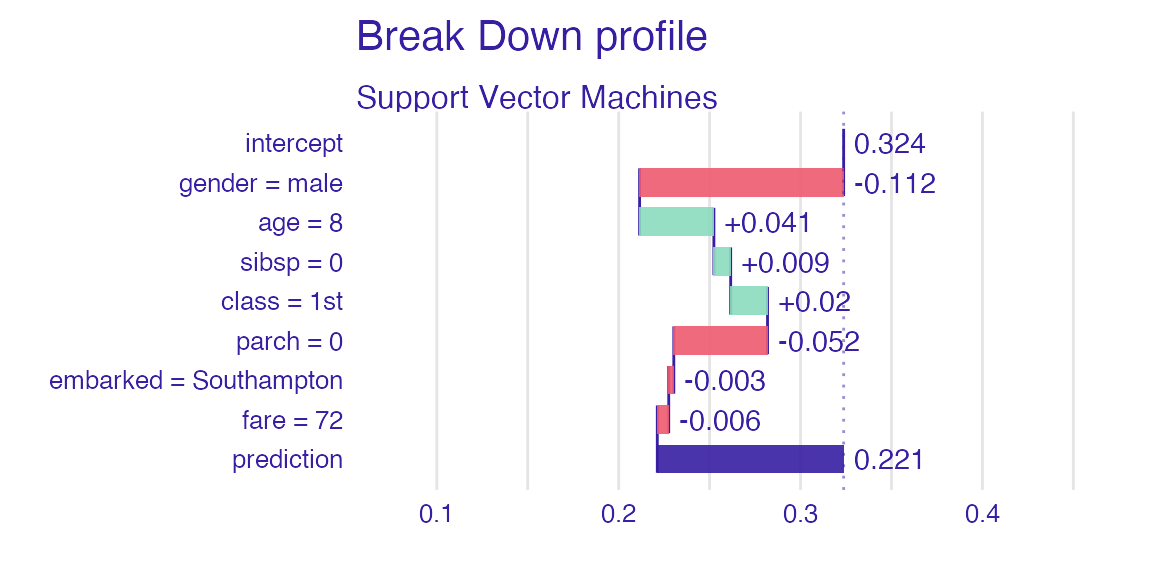 Break Down profile
Support Vector Machines
intercept 0.324
gender = male -0.112
age = 8 +0.041
sibsp = 0 +0.009
class = 1st +0.02
parch = 0 -0.052
embarked = Southampton -0.003
fare = 72 -0.006
prediction 0.221
0.1 0.2 0.3 0.4